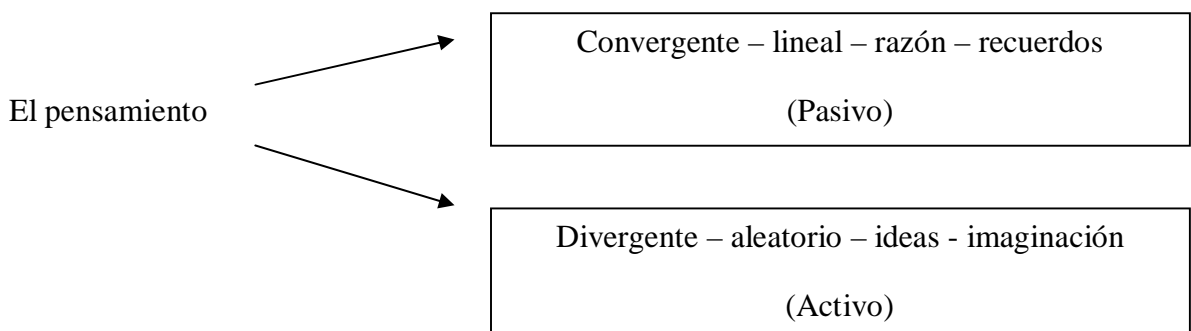 Convergente – lineal – razón – recuerdos
(Pasivo)
El pensamiento
Divergente – aleatorio – ideas - imaginación
(Activo)